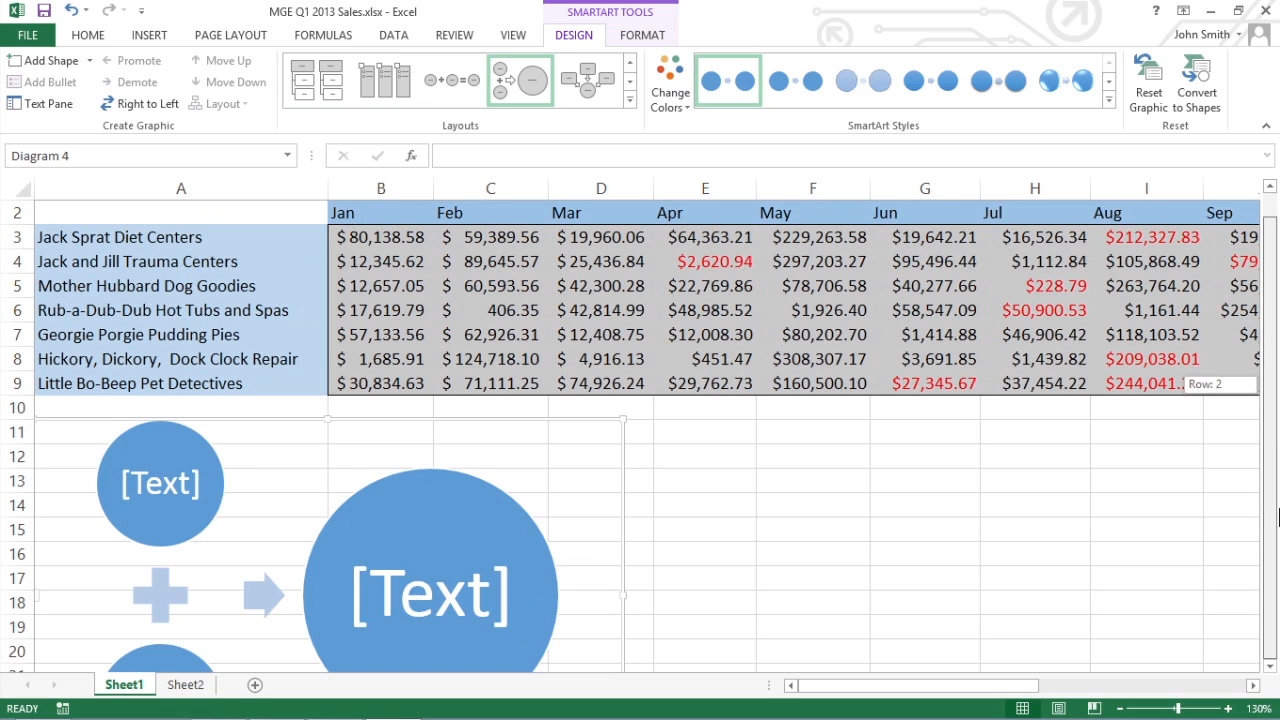 MGE Q1 2013 Sales.xlsx - Excel
SMARTART TOOLS
?
FILE HOME INSERT PAGE LAYOUT FORMULAS DATA REVIEW VIEW DESIGN FORMAT John Smith
Add Shape Promote Move Up
Add Bullet Demote Move Down
Text Pane Right to Left Layout
Create Graphic
Layouts
Change Colors
SmartArt Styles
Reset Graphic
Convert to Shapes
Reset
Diagram 4 fx
A B C D E F G H I
2 Jan Feb Mar Apr May Jun Jul Aug Sep
3 Jack Sprat Diet Centers $ 80,138.58 $ 59,389.56 $ 19,960.06 $64,363.21 $229,263.58 $19,642.21 $16,526.34 $212,327.83 $19
4 Jack and Jill Trauma Centers $ 12,345.62 $ 89,645.57 $ 25,436.84 $2,620.94 $297,203.27 $95,496.44 $1,112.84 $105,868.49 $79
5 Mother Hubbard Dog Goodies $ 12,657.05 $ 60,593.56 $ 42,300.28 $22,769.86 $78,706.58 $40,277.66 $228.79 $263,764.20 $56
6 Rub-a-Dub-Dub Hot Tubs and Spas $ 17,619.79 $ 406.35 $ 42,814.99 $48,985.52 $1,926.40 $58,547.09 $50,900.53 $1,161.44 $254
7 Georgie Porgie Pudding Pies $ 57,133.56 $ 62,926.31 $ 12,408.75 $12,008.30 $80,202.70 $1,414.88 $46,906.42 $118,103.52 $4
8 Hickory, Dickory, Dock Clock Repair $ 1,685.91 $ 124,718.10 $ 4,916.13 $451.47 $308,307.17 $3,691.85 $1,439.82 $209,038.01 $
9 Little Bo-Beep Pet Detectives $ 30,834.63 $ 71,111.25 $ 74,926.24 $29,762.73 $160,500.10 $27,345.67 $37,454.22 $244,041. Row: 2
10
11
12
13 [Text]
14
15
16
17
18 [Text]
19
20
Sheet1 Sheet2
READY 130%